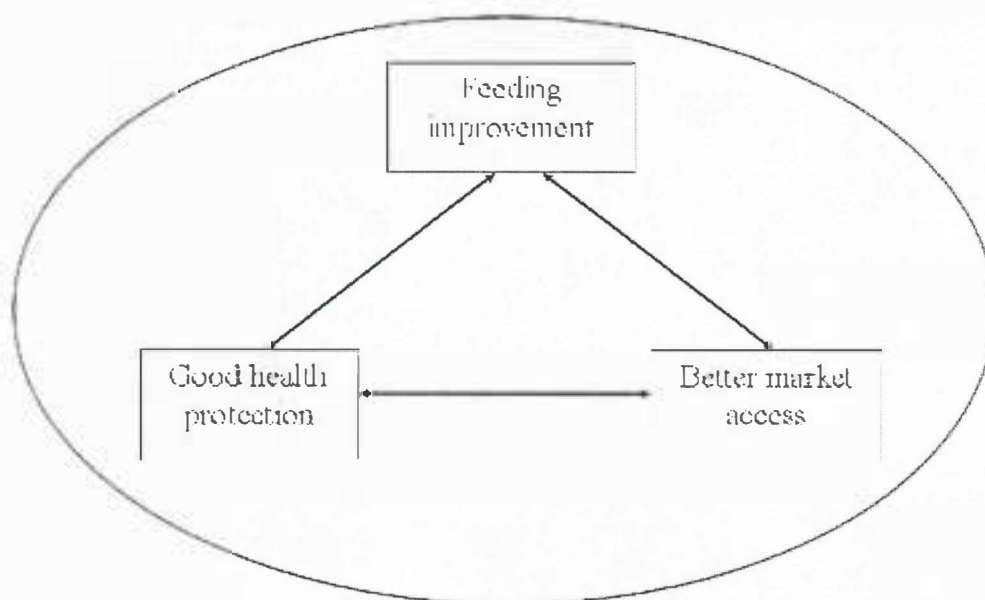 Feeding
improvement
Good health
protection
Better market
access